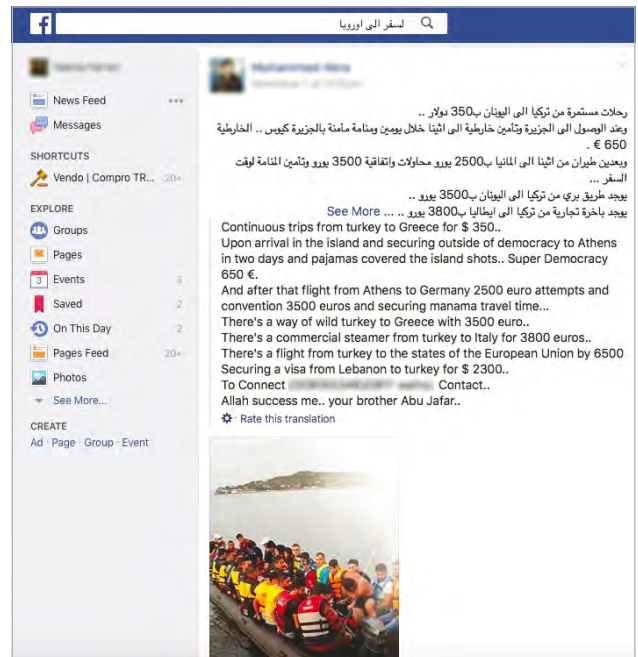 f
لسفر الى اوروبا
News Feed
Messages
SHORTCUTS
Vendo | Compro TR... 20+
EXPLORE
Groups
Pages
Events 3
Saved 2
On This Day 2
Pages Feed 20+
Photos
See More...
CREATE
Ad · Page · Group · Event
رحلات مستمرة من تركيا الى اليونان ب350 دولار ..
وعند الوصول الى الجزيرة وتأمين خارطية الى اثينا خلال يومين ومنامة مأمنة بالجزيرة كيوس .. الخارطية
650 € .
وبعدين طيران من اثينا الى المانيا ب2500 يورو محاولات واتفاقية 3500 يورو وتأمين المنامة لوقت
السفر ...
يوجد طريق بري من تركيا الى اليونان ب3500 يورو ..
يوجد باخرة تجارية من تركيا الى ايطاليا ب3800 يورو .. ... See More
Continuous trips from turkey to Greece for $ 350..
Upon arrival in the island and securing outside of democracy to Athens
in two days and pajamas covered the island shots.. Super Democracy
650 €.
And after that flight from Athens to Germany 2500 euro attempts and
convention 3500 euros and securing manama travel time...
There's a way of wild turkey to Greece with 3500 euro..
There's a commercial steamer from turkey to Italy for 3800 euros..
There's a flight from turkey to the states of the European Union by 6500
Securing a visa from Lebanon to turkey for $ 2300..
To Connect Contact..
Allah success me.. your brother Abu Jafar..
· Rate this translation